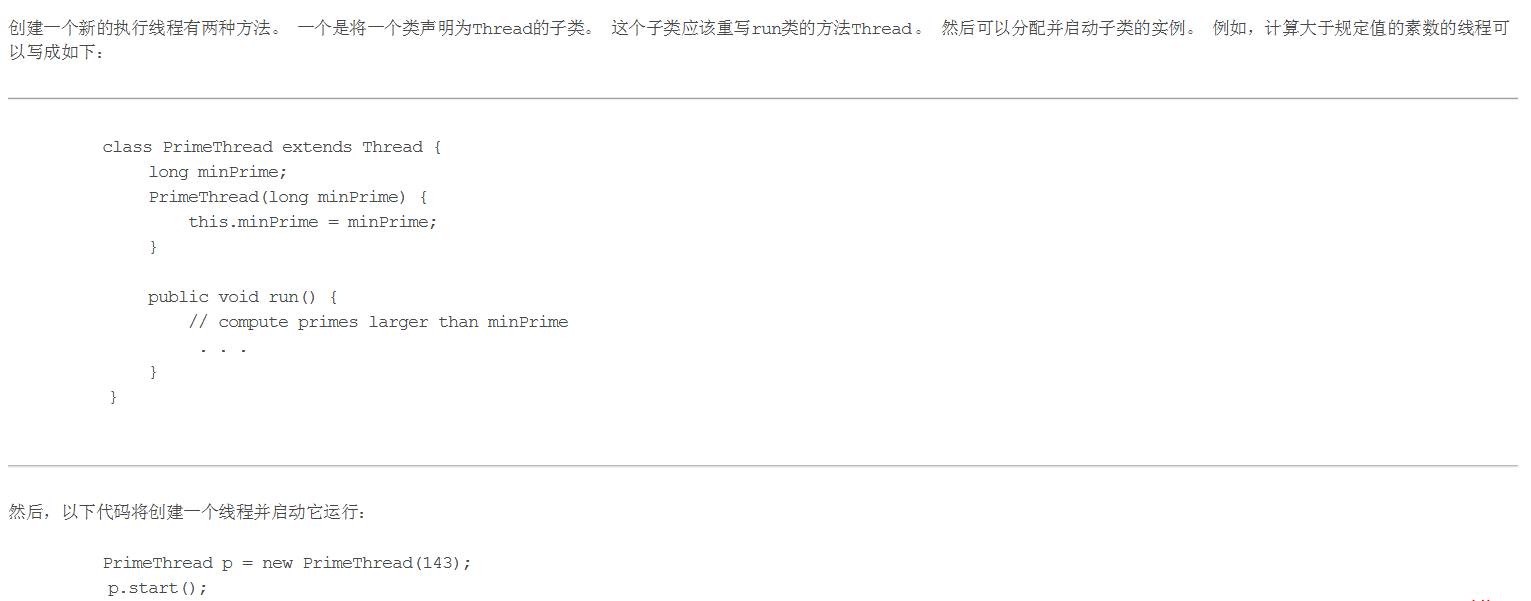 创建一个新的执行线程有两种方法。 一个是将一个类声明为Thread的子类。 这个子类应该重写run类的方法Thread。 然后可以分配并启动子类的实例。 例如，计算大于规定值的素数的线程可
以写成如下：
class PrimeThread extends Thread {
long minPrime;
PrimeThread(long minPrime) {
this.minPrime = minPrime;
}
public void run() {
// compute primes larger than minPrime
. . .
}
}
然后，以下代码将创建一个线程并启动它运行：
PrimeThread p = new PrimeThread(143);
p.start();